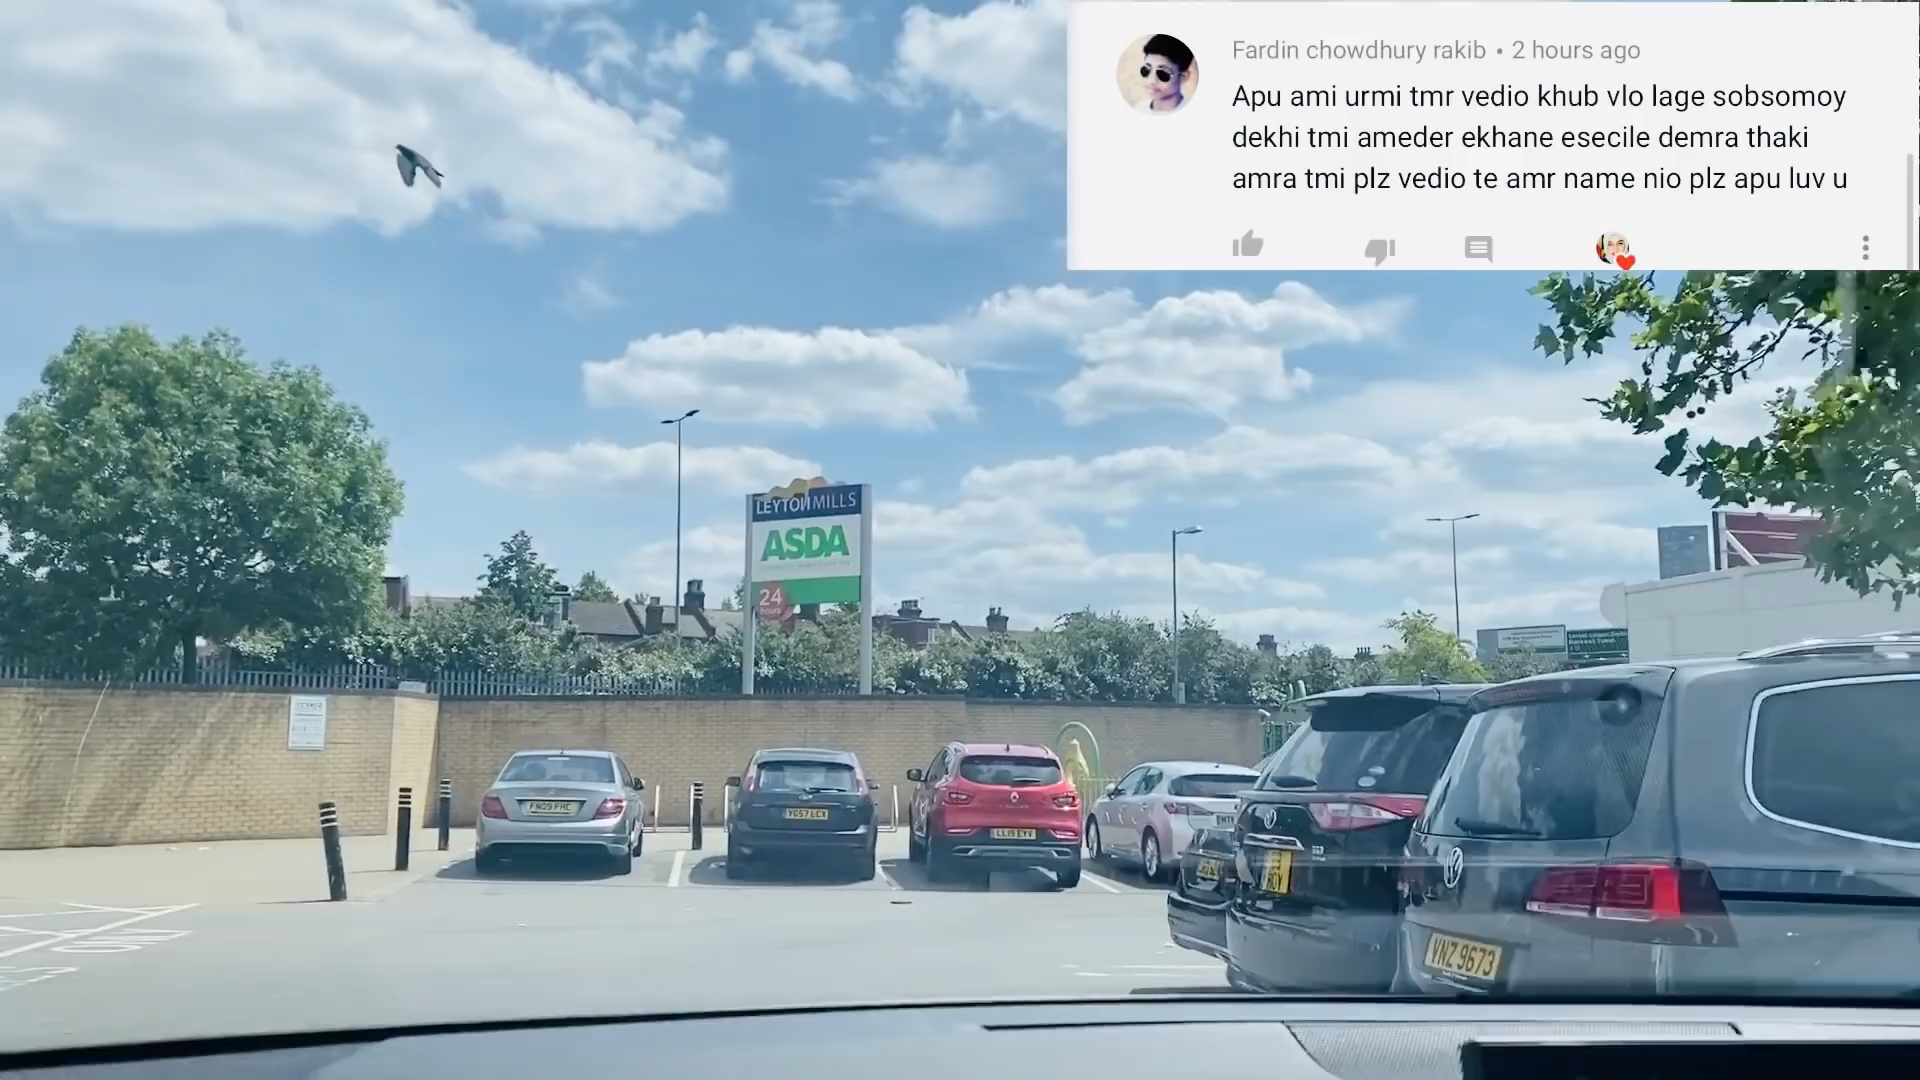 Fardin chowdhury rakib • 2 hours ago
Apu ami urmi tmr vedio khub vlo lage sobsomoy
dekhi tmi ameder ekhane esecile demra thaki
amra tmi plz vedio te amr name nio plz apu luv u
LEYTON MILLS
ASDA
24
hours
FN09 FHC
YG57 LCX
LL19 EYV
VNZ 9673